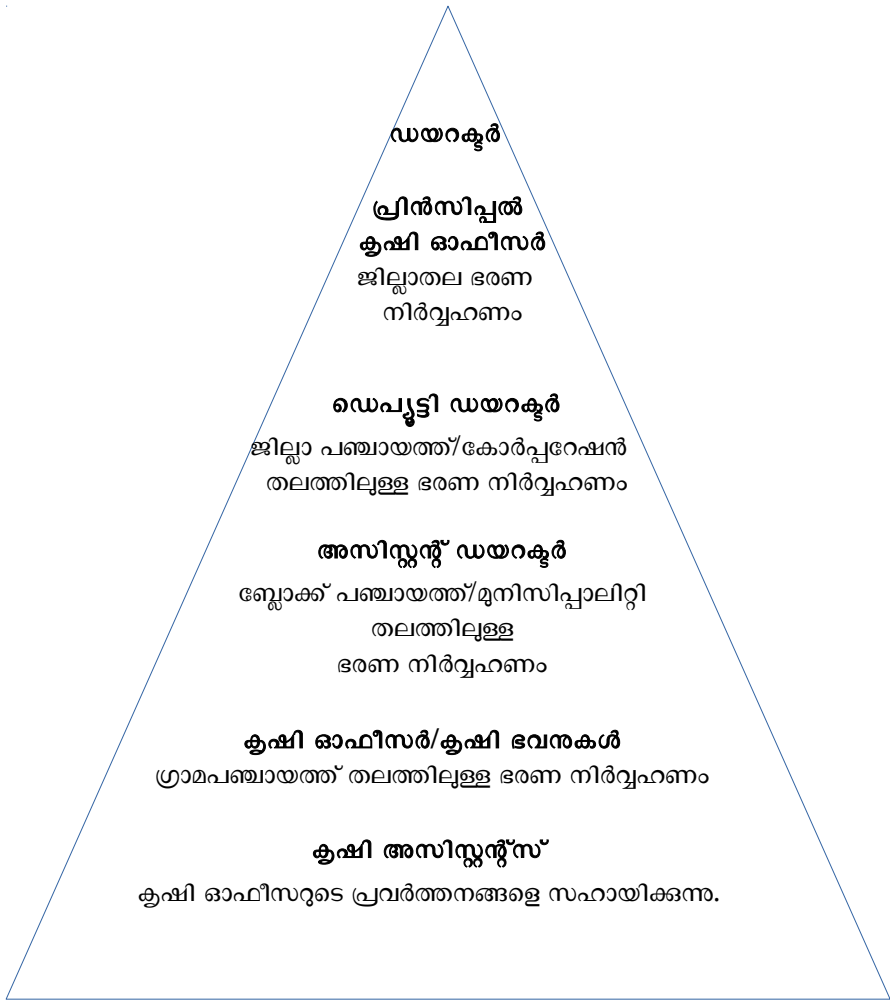 ഡയറക്ടർ
പ്രിൻസിപ്പൽ
കൃഷി ഓഫീസർ
ജില്ലാതല ഭരണ
നിർവ്വഹണം
ഡെപ്യൂട്ടി ഡയറക്ടർ
ജില്ലാ പഞ്ചായത്ത്/കോർപ്പറേഷൻ
തലത്തിലുള്ള ഭരണ നിർവ്വഹണം
അസിസ്റ്റന്റ് ഡയറക്ടർ
ബ്ലോക്ക് പഞ്ചായത്ത്/മുനിസിപ്പാലിറ്റി
തലത്തിലുള്ള
ഭരണ നിർവ്വഹണം
കൃഷി ഓഫീസർ/കൃഷി ഭവനുകൾ
ഗ്രാമപഞ്ചായത്ത് തലത്തിലുള്ള ഭരണ നിർവ്വഹണം
കൃഷി അസിസ്റ്റന്റ്സ്
കൃഷി ഓഫീസറുടെ പ്രവർത്തനങ്ങളെ സഹായിക്കുന്നു.